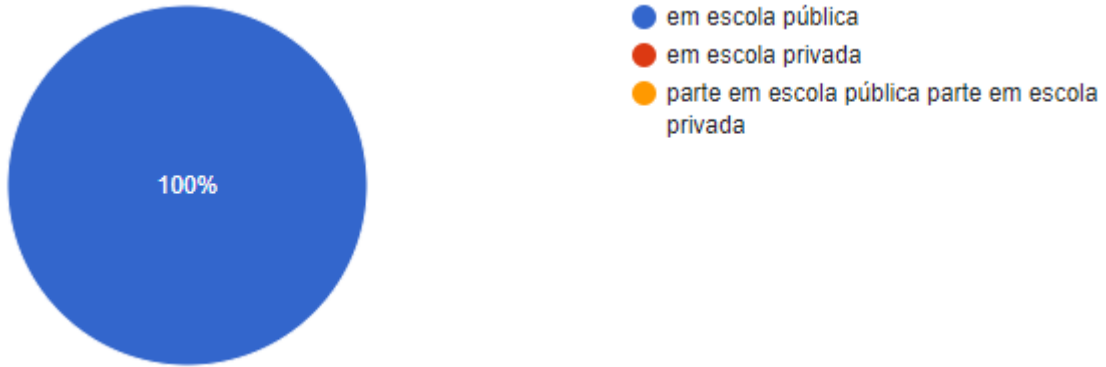 em escola pública
em escola privada
parte em escola pública parte em escola
privada
100%